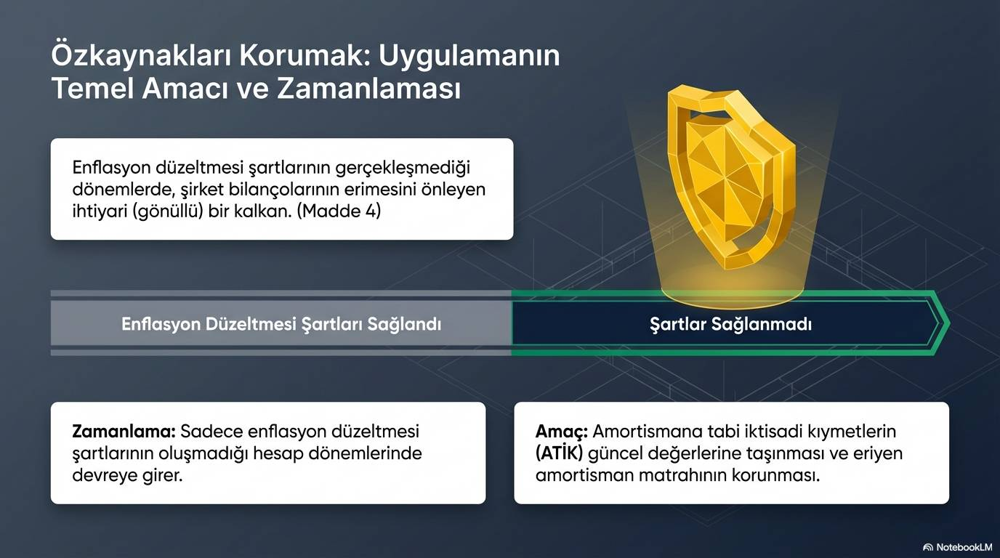 Özkaynakları Korumak: Uygulamanın
Temel Amacı ve Zamanlaması
Enflasyon düzeltmesi şartlarının gerçekleşmediği
dönemlerde, şirket bilançolarının erimesini önleyen
ihtiyari (gönüllü) bir kalkan. (Madde 4)
Enflasyon Düzeltmesi Şartları Sağlandı
Şartlar Sağlanmadı
Zamanlama: Sadece enflasyon düzeltmesi
şartlarının oluşmadığı hesap dönemlerinde
devreye girer.
Amaç: Amortismana tabi iktisadi kıymetlerin
(ATİK) güncel değerlerine taşınması ve eriyen
amortisman matrahının korunması.
NotebookLM